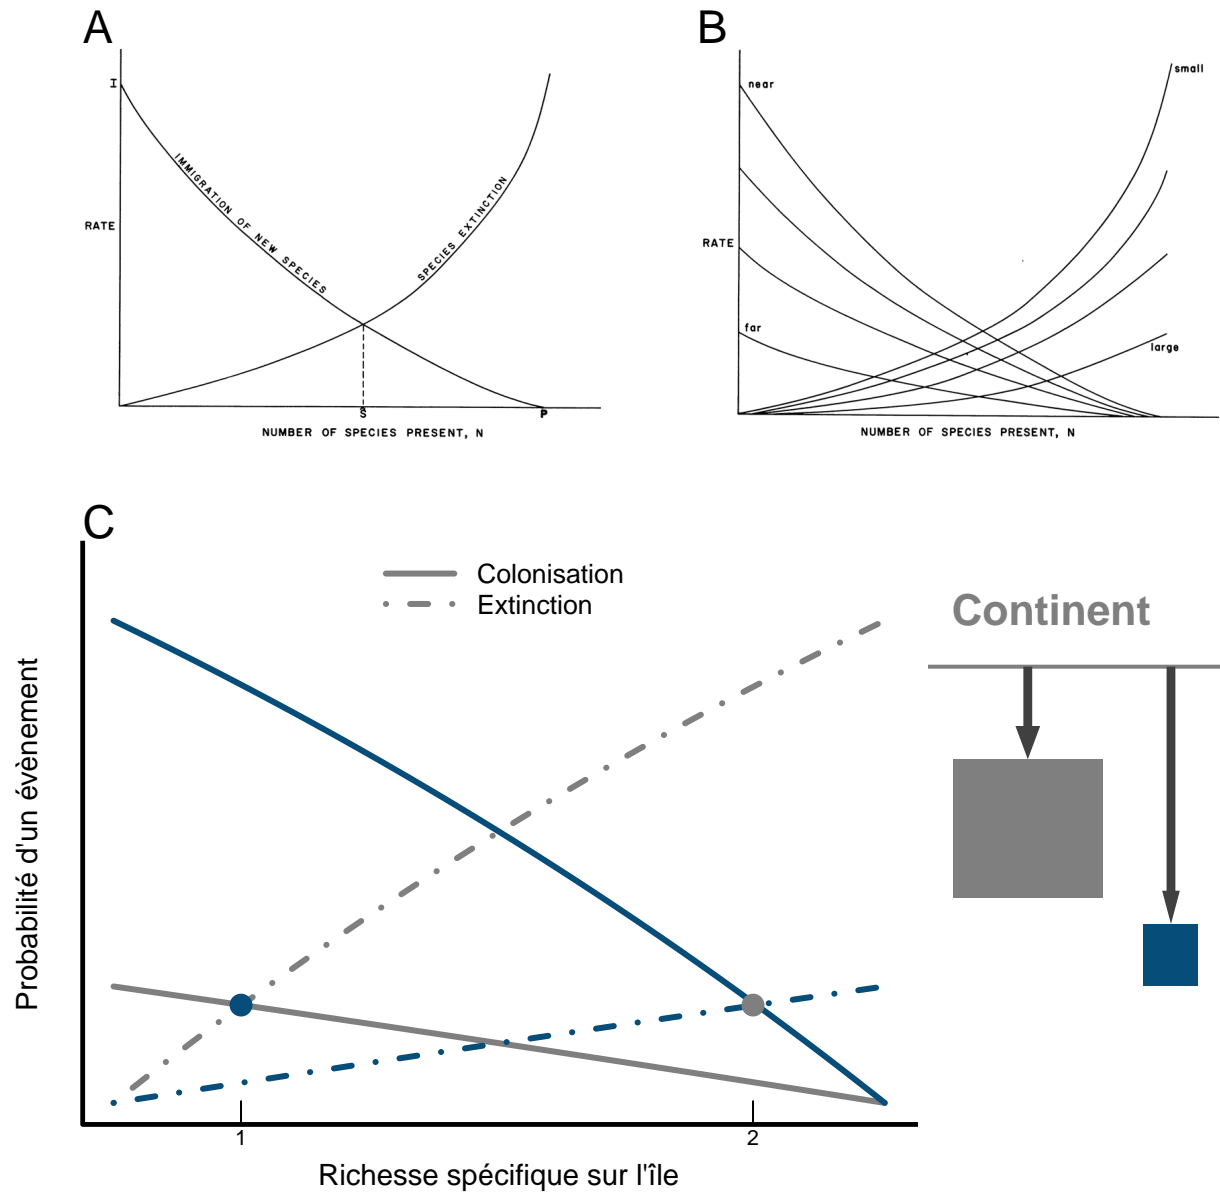 A
I
IMMIGRATION OF NEW SPECIES
SPECIES EXTINCTION
RATE
S
P
NUMBER OF SPECIES PRESENT, N
B
near
small
RATE
far
large
NUMBER OF SPECIES PRESENT, N
C
Colonisation
Extinction
Continent
Probabilité d'un évènement
1
2
Richesse spécifique sur l'île